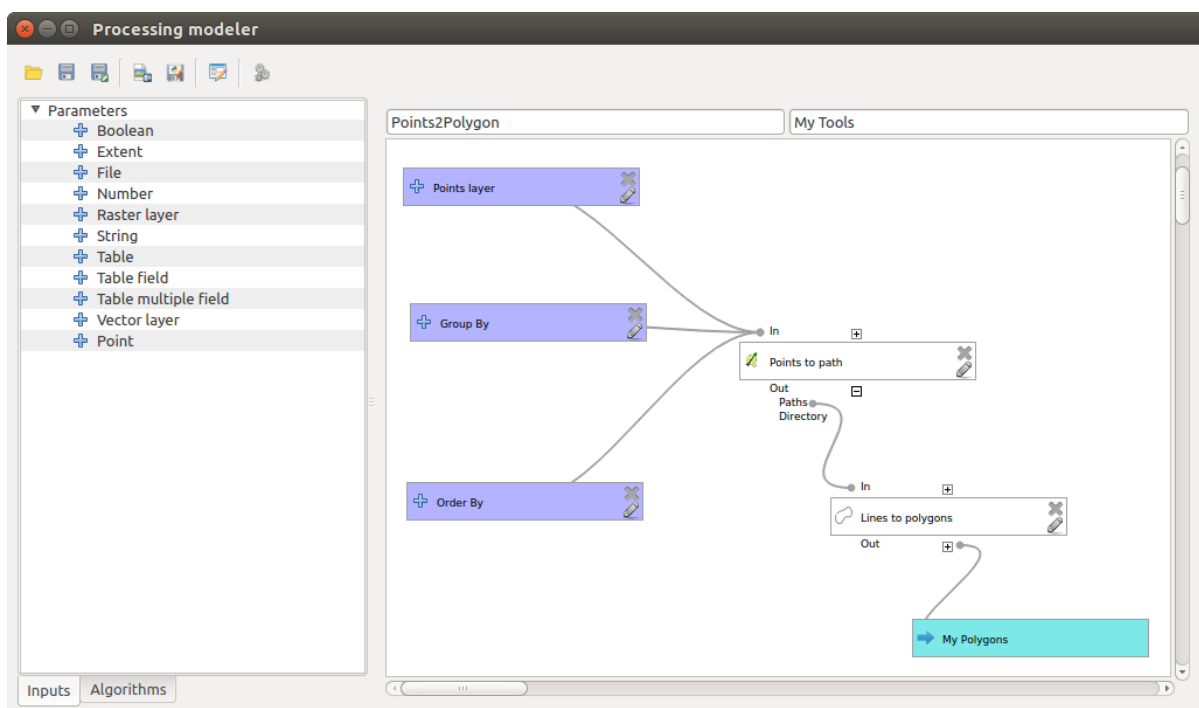 Processing modeler
Parameters
Boolean
Extent
File
Number
Raster layer
String
Table
Table field
Table multiple field
Vector layer
Point
Inputs
Algorithms
Points2Polygon
My Tools
Points layer
Group By
In
Points to path
Out
Paths
Directory
Order By
In
Lines to polygons
Out
My Polygons